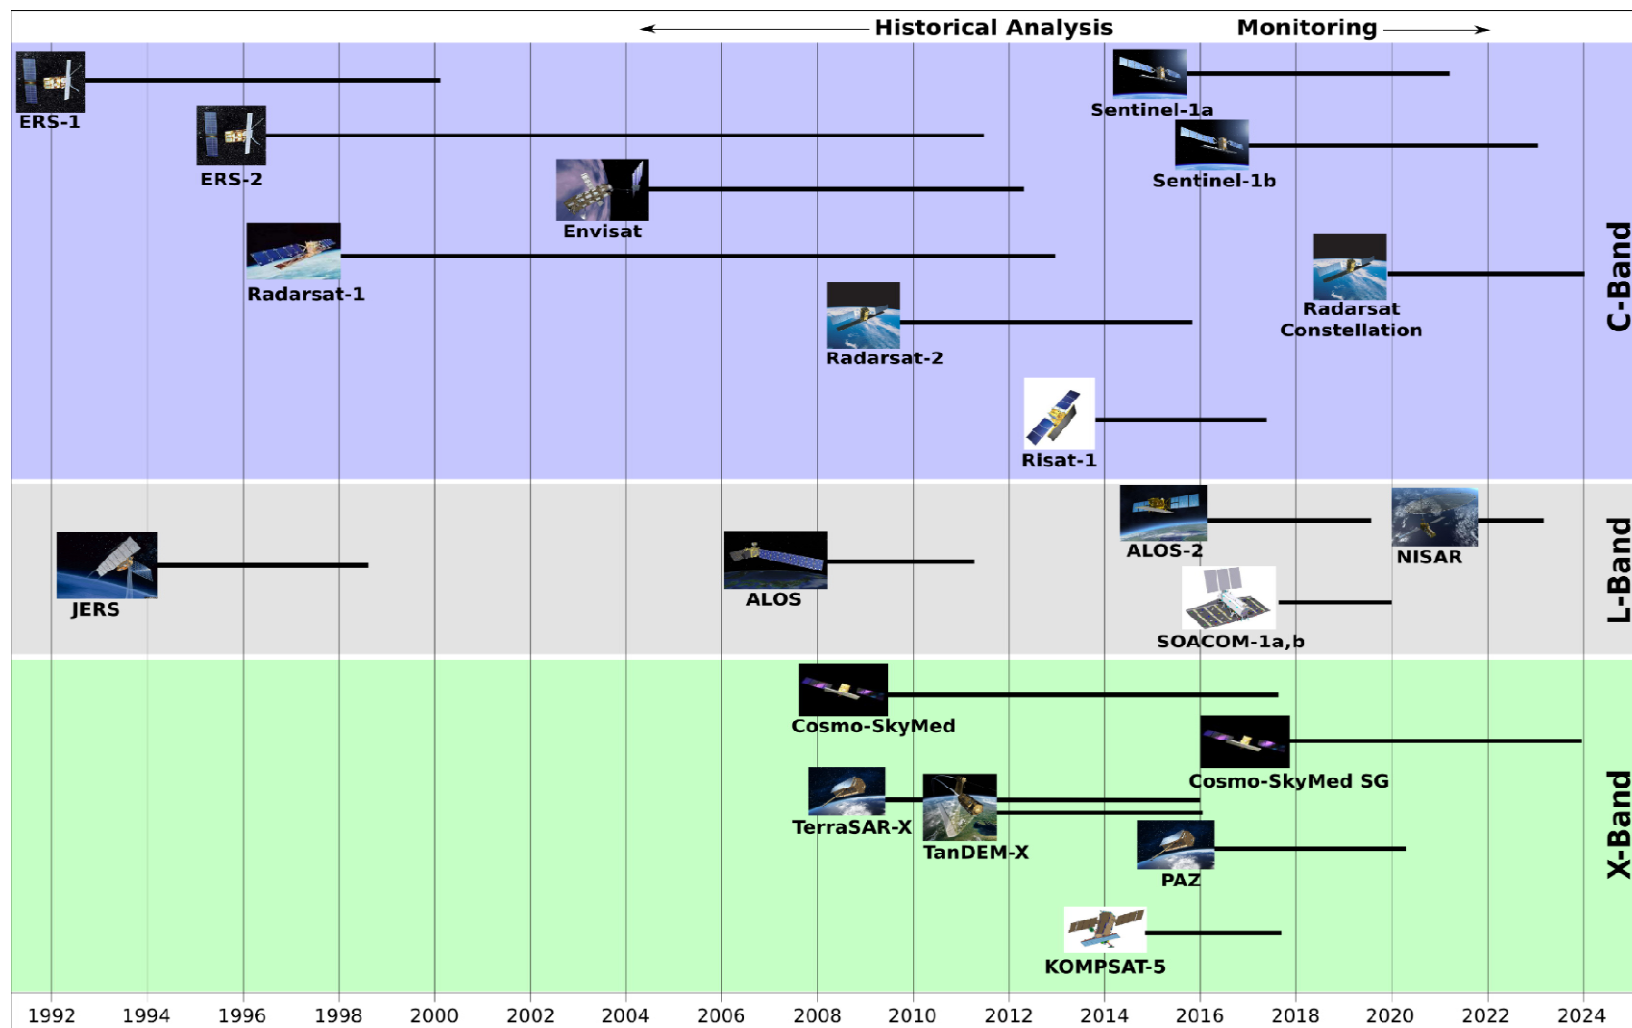 Historical Analysis
Monitoring
ERS-1
Sentinel-1a
ERS-2
Sentinel-1b
Envisat
Radarsat-1
Radarsat
Constellation
Radarsat-2
Risat-1
C-Band
ALOS-2
NISAR
JERS
ALOS
SOACOM-1a,b
L-Band
Cosmo-SkyMed
Cosmo-SkyMed SG
TerraSAR-X
TanDEM-X
PAZ
KOMPSAT-5
X-Band
1992 1994 1996 1998 2000 2002 2004 2006 2008 2010 2012 2014 2016 2018 2020 2022 2024